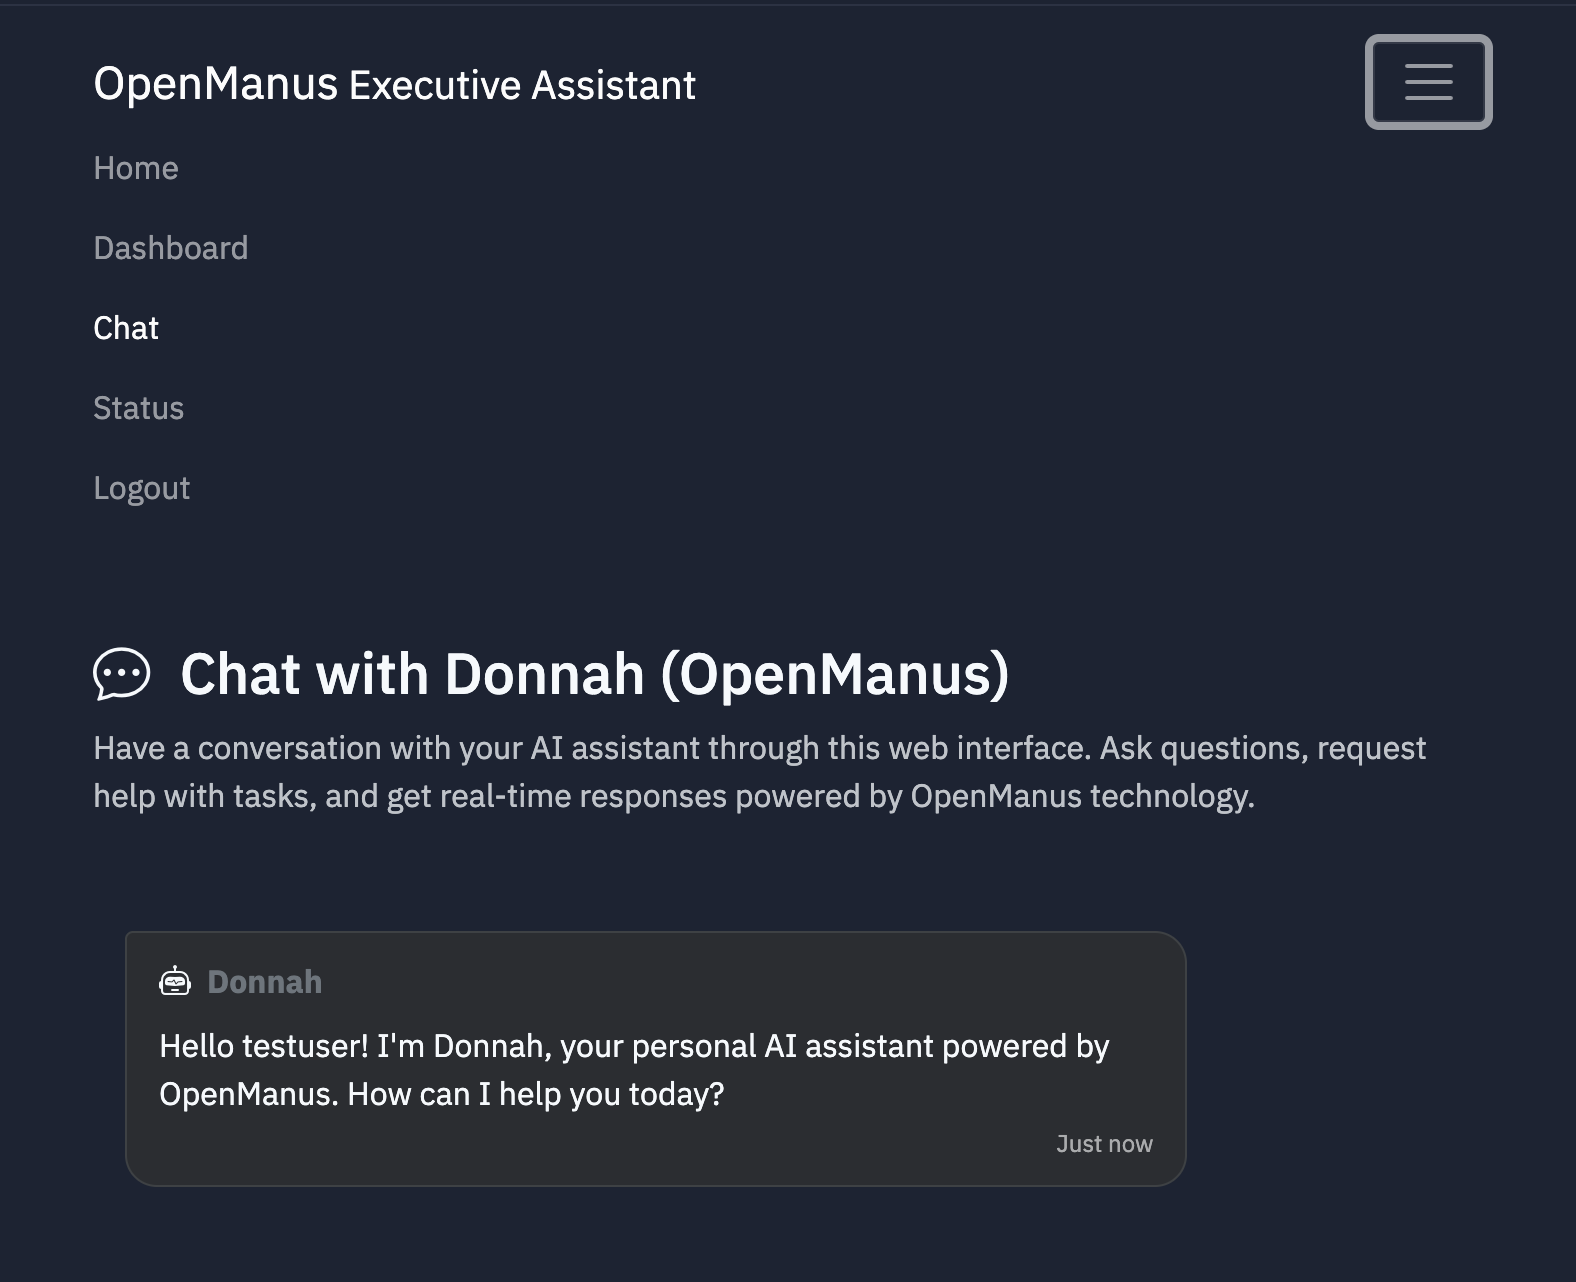 OpenManus Executive Assistant
Home
Dashboard
Chat
Status
Logout
Chat with Donnah (OpenManus)
Have a conversation with your AI assistant through this web interface. Ask questions, request
help with tasks, and get real-time responses powered by OpenManus technology.
Donnah
Hello testuser! I'm Donnah, your personal AI assistant powered by
OpenManus. How can I help you today?
Just now